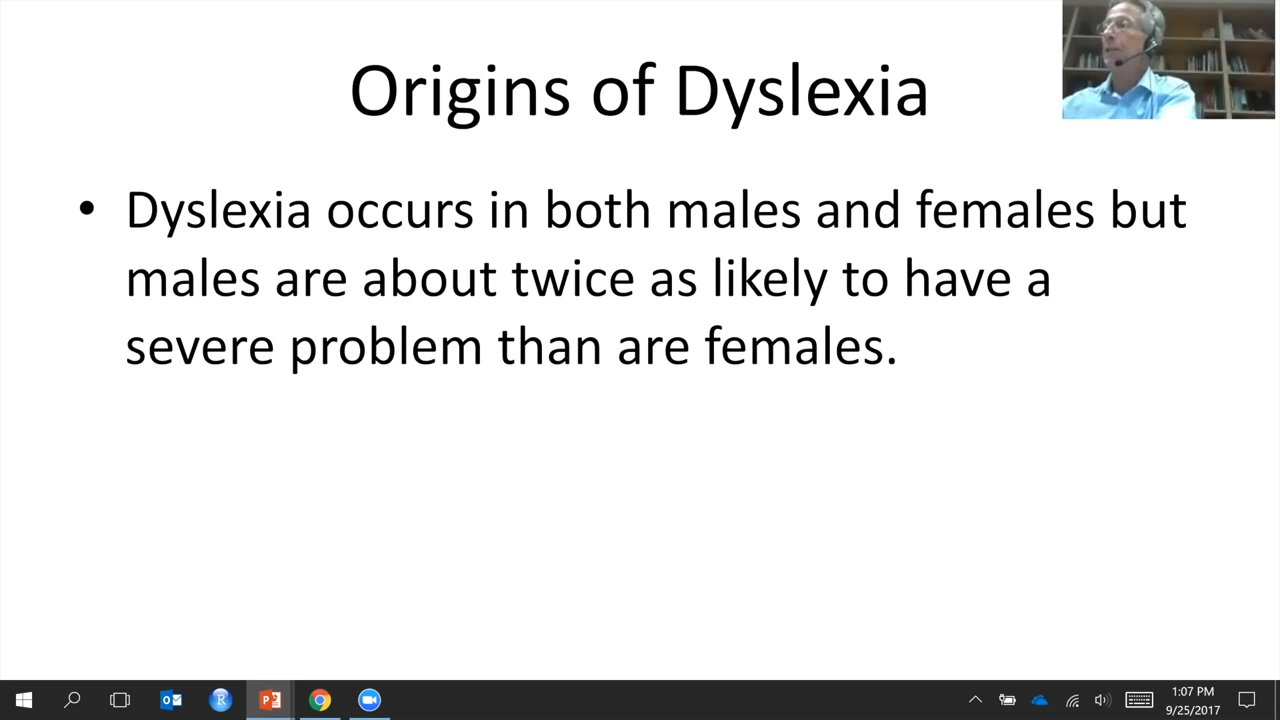 Origins of Dyslexia
• Dyslexia occurs in both males and females but
males are about twice as likely to have a
severe problem than are females.
1:07 PM
9/25/2017